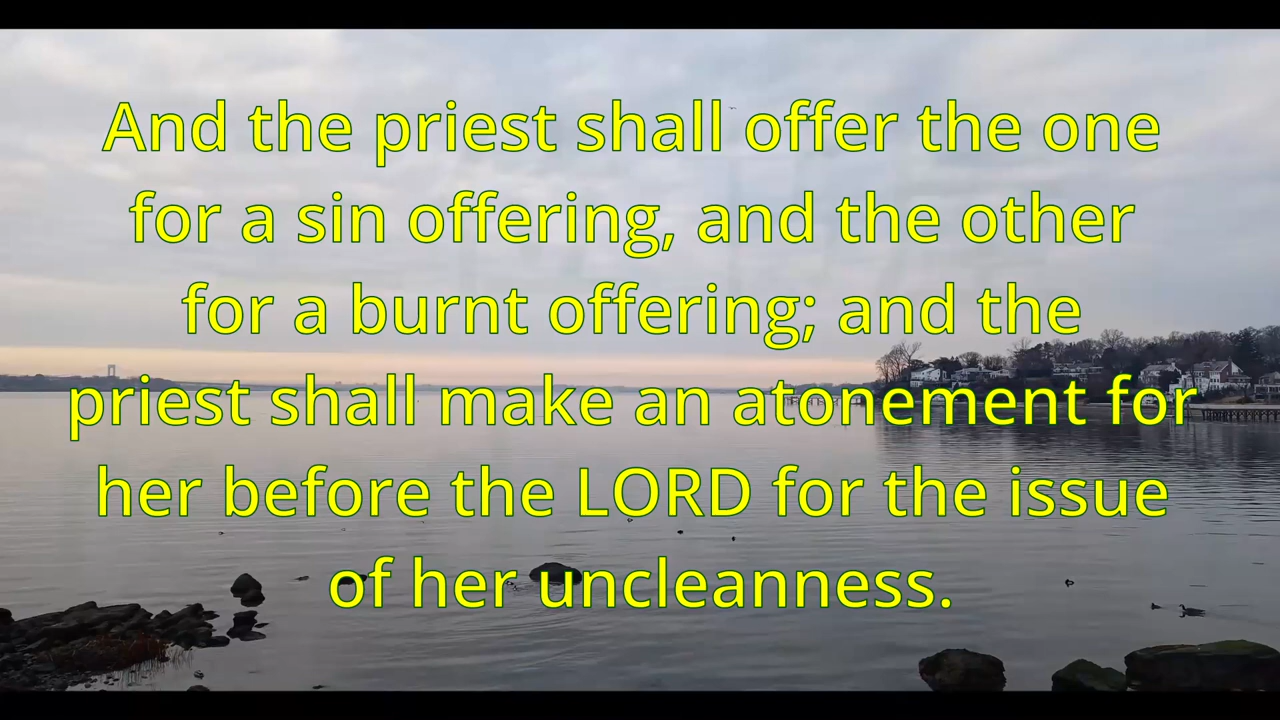 And the priest shall offer the one
for a sin offering, and the other
for a burnt offering; and the
priest shall make an atonement for
her before the LORD for the issue
of her uncleanness.